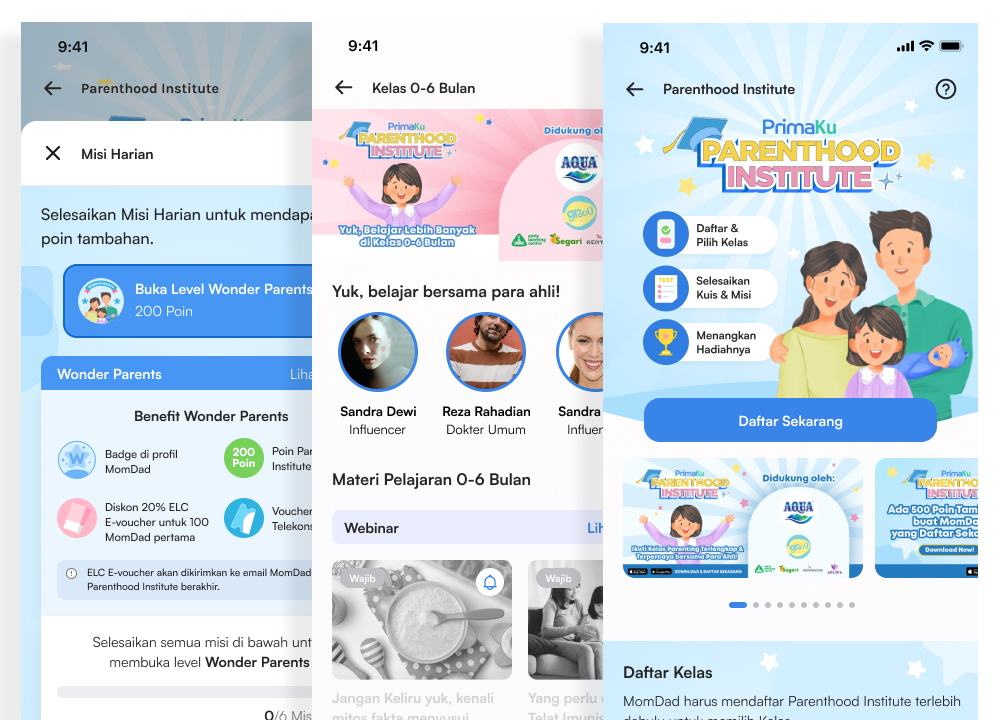 9:41
Parenthood Institute
Misi Harian
Selesaikan Misi Harian untuk mendapa
poin tambahan.
Buka Level Wonder Parents
200 Poin
Wonder Parents
Liha
Benefit Wonder Parents
W
Badge di profil
MomDad
200
Poin
Poin Par
Institute
Diskon 20% ELC
E-voucher untuk 100
MomDad pertama
Voucher
Telekons
ELC E-voucher akan dikirimkan ke email MomDad
Parenthood Institute berakhir.
Selesaikan semua misi di bawah unt
membuka level Wonder Parents
0/6 Mis
9:41
Kelas 0-6 Bulan
PrimaKu
PARENTHOOD
INSTITUTE
Yuk, Belajar Lebih Banyak
di Kelas 0-6 Bulan
Didukung ole
AQUA
early
learning
centre
Segari
Yuk, belajar bersama para ahli!
Sandra Dewi
Influencer
Reza Rahadian
Dokter Umum
Sandra
Influen
Materi Pelajaran 0-6 Bulan
Webinar
Lih
Wajib
Wajib
Jangan Keliru yuk, kenali
mitos fakta menyusui
Yang perlu
Telat Imunis
9:41
Parenthood Institute
PrimaKu
PARENTHOOD
INSTITUTE
Daftar &
Pilih Kelas
TEST
Selesaikan
Kuis & Misi
Menangkan
Hadiahnya
Daftar Sekarang
PrimaKu
PARENTHOOD
INSTITUTE
Ikuti Kelas Parenting Terlengkap &
Terpercaya bersama Para Ahli!
DOWNLOAD & DAFTAR SEKARANG
Didukung oleh:
AQUA
Segari
PrimaKu
Ada 500 Poin Tam
buat MomDa
yang Daftar Seka
Download Now!
Daftar Kelas
MomDad harus mendaftar Parenthood Institute terlebih
dahulu untuk memilih Kelas